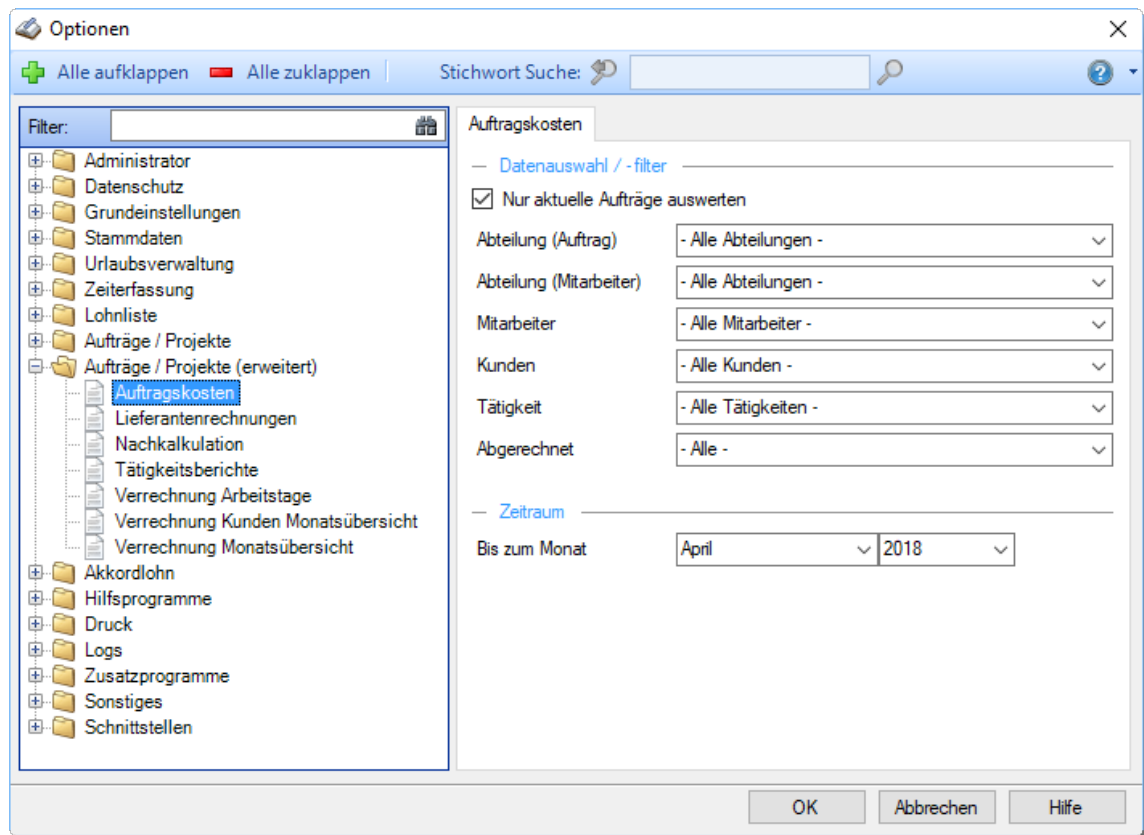 Optionen
Alle aufklappen Alle zuklappen Stichwort Suche:
Filter:
Administrator
Datenschutz
Grundeinstellungen
Stammdaten
Urlaubsverwaltung
Zeiterfassung
Lohnliste
Aufträge / Projekte
Aufträge / Projekte (erweitert)
Auftragskosten
Lieferantenrechnungen
Nachkalkulation
Tätigkeitsberichte
Verrechnung Arbeitstage
Verrechnung Kunden Monatsübersicht
Verrechnung Monatsübersicht
Akkordlohn
Hilfsprogramme
Druck
Logs
Zusatzprogramme
Sonstiges
Schnittstellen
Auftragskosten
Datenauswahl / -filter
Nur aktuelle Aufträge auswerten
Abteilung (Auftrag) - Alle Abteilungen -
Abteilung (Mitarbeiter) - Alle Abteilungen -
Mitarbeiter - Alle Mitarbeiter -
Kunden - Alle Kunden -
Tätigkeit - Alle Tätigkeiten -
Abgerechnet - Alle -
Zeitraum
Bis zum Monat April 2018
OK Abbrechen Hilfe